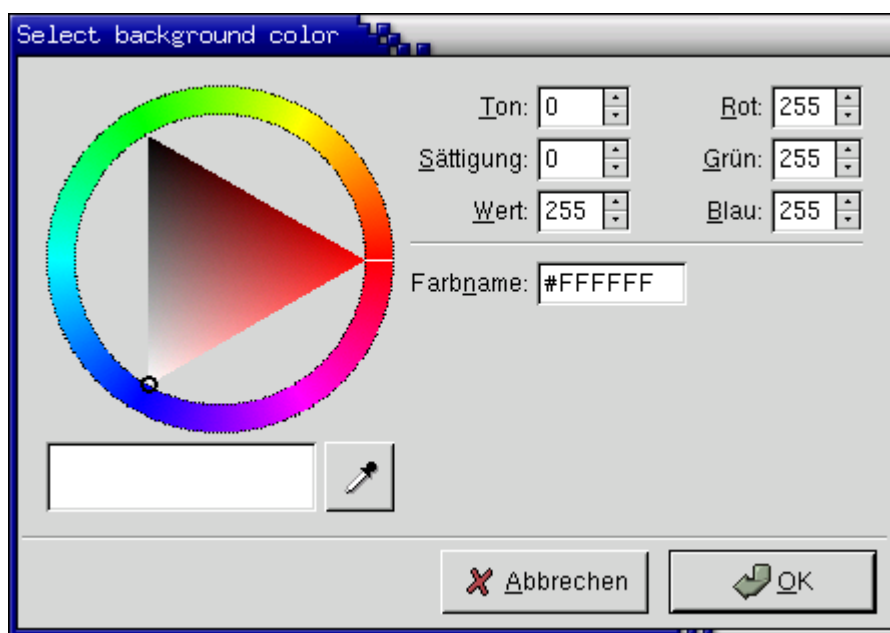 Select background color
Ton: 0 Rot: 255
Sättigung: 0 Grün: 255
Wert: 255 Blau: 255
Farbname: #FFFFFF
Abbrechen OK